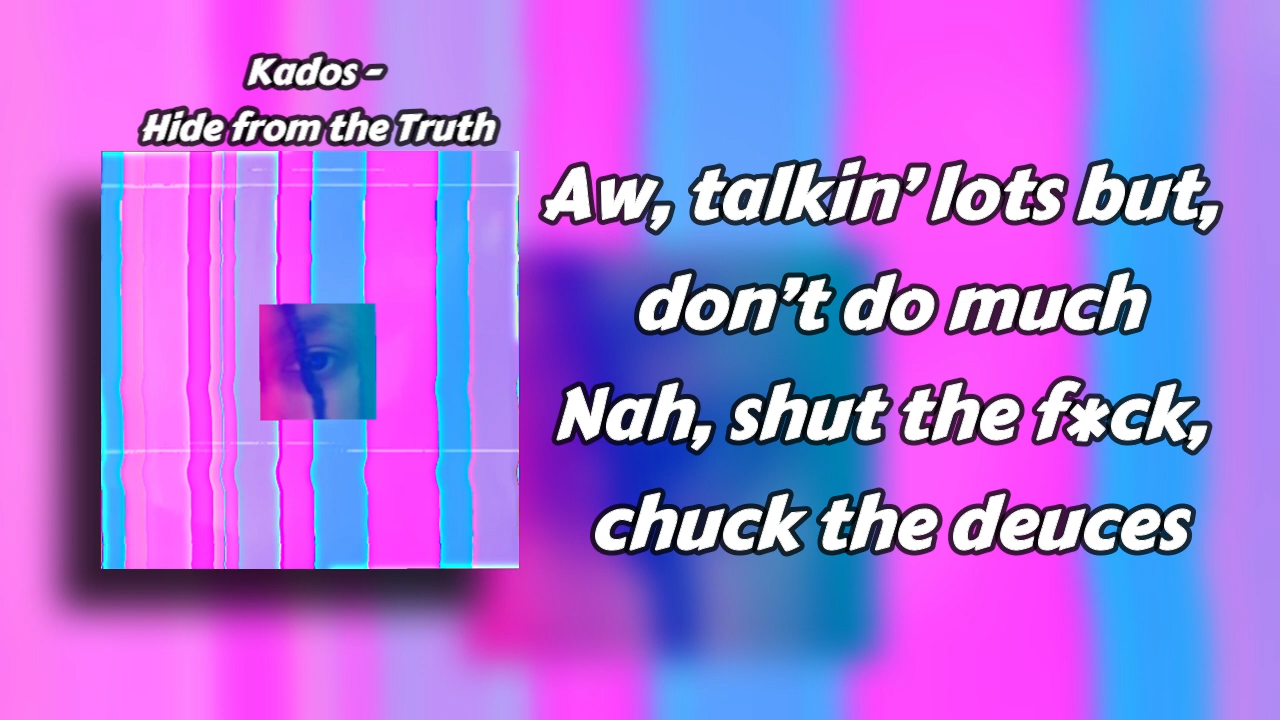 Kados -
Hide from the Truth
Aw, talkin’ lots but,
don’t do much
Nah, shut the f*ck,
chuck the deuces